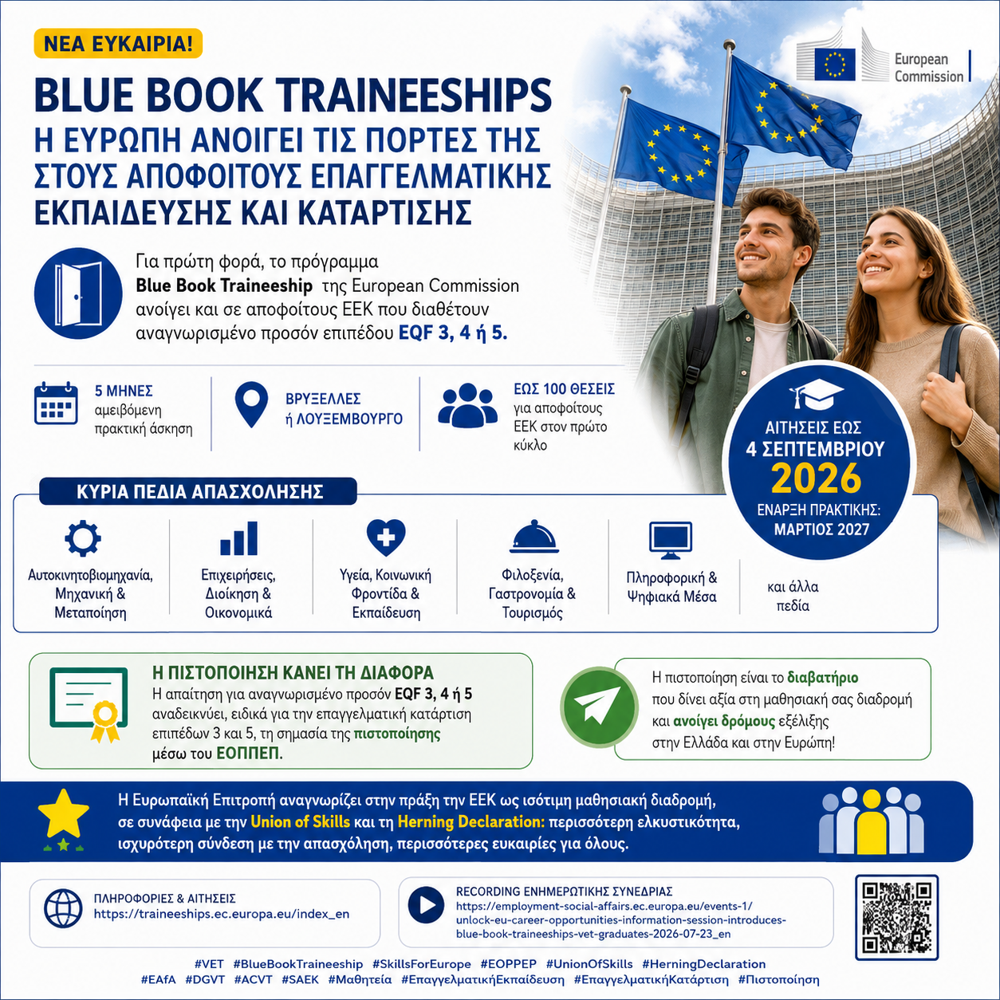 ΝΕΑ ΕΥΚΑΙΡΙΑ!
European
Commission
BLUE BOOK TRAINEESHIPS
Η ΕΥΡΩΠΗ ΑΝΟΙΓΕΙ ΤΙΣ ΠΟΡΤΕΣ ΤΗΣ
ΣΤΟΥΣ ΑΠΟΦΟΙΤΟΥΣ ΕΠΑΓΓΕΛΜΑΤΙΚΗΣ
ΕΚΠΑΙΔΕΥΣΗΣ ΚΑΙ ΚΑΤΑΡΤΙΣΗΣ
Για πρώτη φορά, το πρόγραμμα
Blue Book Traineeship της European Commission
ανοίγει και σε αποφοίτους ΕΕΚ που διαθέτουν
αναγνωρισμένο προσόν επιπέδου EQF 3, 4 ή 5.
5 ΜΗΝΕΣ
αμειβόμενη
πρακτική άσκηση
ΒΡΥΞΕΛΛΕΣ
ή ΛΟΥΞΕΜΒΟΥΡΓΟ
ΕΩΣ 100 ΘΕΣΕΙΣ
για αποφοίτους
ΕΕΚ στον πρώτο
κύκλο
ΑΙΤΗΣΕΙΣ ΕΩΣ
4 ΣΕΠΤΕΜΒΡΙΟΥ
2026
ΕΝΑΡΞΗ ΠΡΑΚΤΙΚΗΣ:
ΜΑΡΤΙΟΣ 2027
ΚΥΡΙΑ ΠΕΔΙΑ ΑΠΑΣΧΟΛΗΣΗΣ
Αυτοκινητοβιομηχανία,
Μηχανική &
Μεταποίηση
Επιχειρήσεις,
Διοίκηση &
Οικονομικά
Υγεία, Κοινωνική
Φροντίδα &
Εκπαίδευση
Φιλοξενία,
Γαστρονομία &
Τουρισμός
Πληροφορική &
Ψηφιακά Μέσα
και άλλα
πεδία
Η ΠΙΣΤΟΠΟΙΗΣΗ ΚΑΝΕΙ ΤΗ ΔΙΑΦΟΡΑ
Η απαίτηση για αναγνωρισμένο προσόν EQF 3, 4 ή 5
αναδεικνύει, ειδικά για την επαγγελματική κατάρτιση
επιπέδων 3 και 5, τη σημασία της πιστοποίησης
μέσω του ΕΟΠΠΕΠ.
Η πιστοποίηση είναι το διαβατήριο
που δίνει αξία στη μαθησιακή σας διαδρομή
και ανοίγει δρόμους εξέλιξης
στην Ελλάδα και στην Ευρώπη!
Η Ευρωπαϊκή Επιτροπή αναγνωρίζει στην πράξη την ΕΕΚ ως ισότιμη μαθησιακή διαδρομή,
σε συνάφεια με την Union of Skills και τη Herning Declaration: περισσότερη ελκυστικότητα,
ισχυρότερη σύνδεση με την απασχόληση, περισσότερες ευκαιρίες για όλους.
ΠΛΗΡΟΦΟΡΙΕΣ & ΑΙΤΗΣΕΙΣ
https://traineeships.ec.europa.eu/index_en
RECORDING ΕΝΗΜΕΡΩΤΙΚΗΣ ΣΥΝΕΔΡΙΑΣ
https://employment-social-affairs.ec.europa.eu/events-1/
unlock-eu-career-opportunities-information-session-introduces-
blue-book-traineeships-vet-graduates-2026-07-23_en
#VET #BlueBookTraineeship #SkillsForEurope #EOPPEP #UnionOfSkills #HerningDeclaration
#EAfA #DGVT #ACVT #SAEK #Μαθητεία #ΕπαγγελματικήΕκπαίδευση #ΕπαγγελματικήΚατάρτιση #Πιστοποίηση